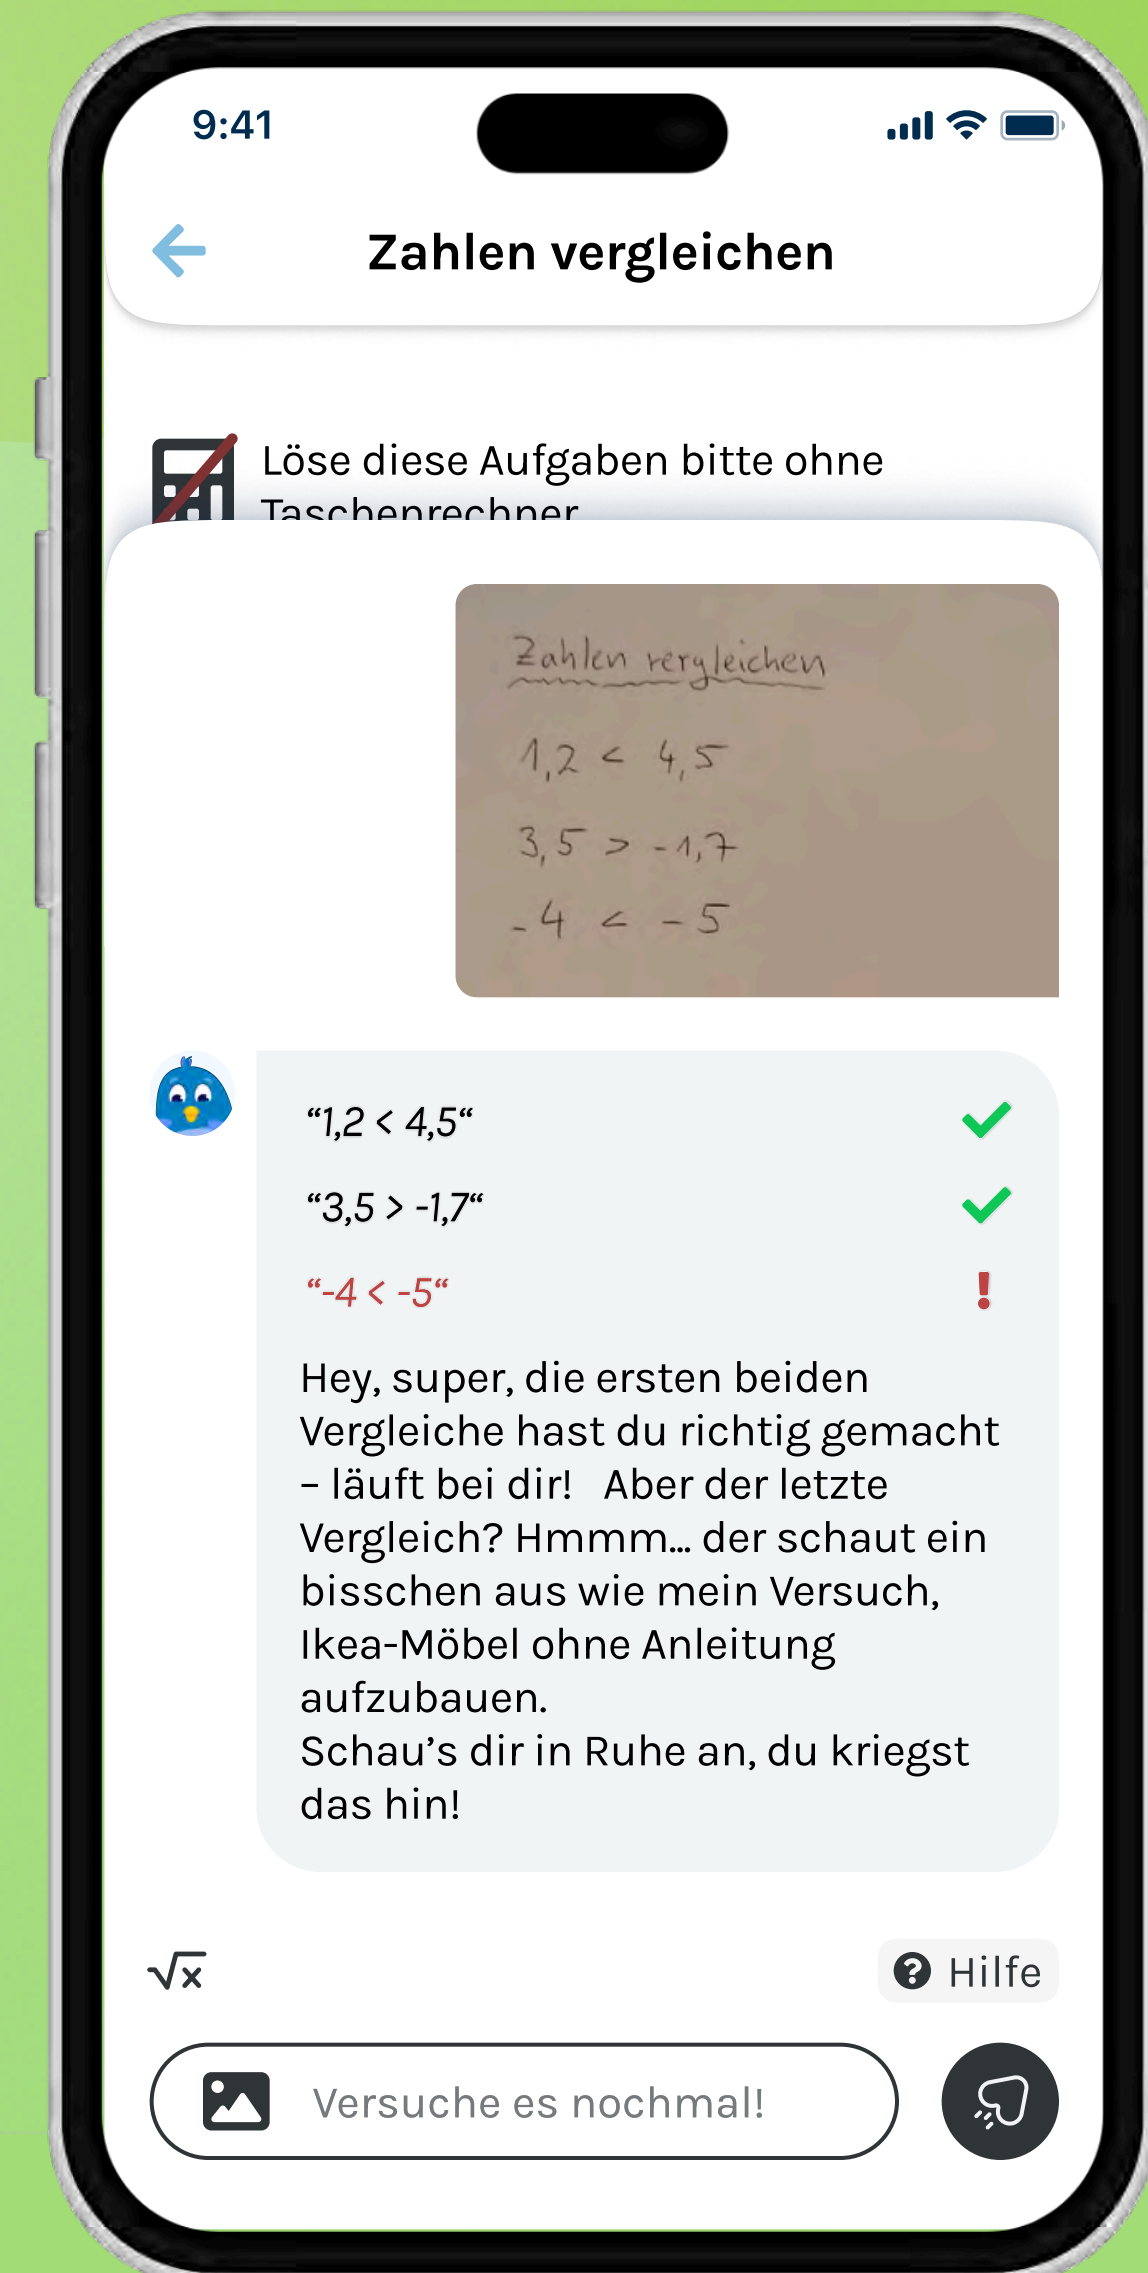 9:41
Zahlen vergleichen
Löse diese Aufgaben bitte ohne
Taschenrechner
Zahlen vergleichen
1,2 < 4,5
3,5 > -1,7
-4 < -5
“1,2 < 4,5“
“3,5 > -1,7“
“-4 < -5“
!
Hey, super, die ersten beiden
Vergleiche hast du richtig gemacht
– läuft bei dir! Aber der letzte
Vergleich? Hmmm... der schaut ein
bisschen aus wie mein Versuch,
Ikea-Möbel ohne Anleitung
aufzubauen.
Schau’s dir in Ruhe an, du kriegst
das hin!
√x
? Hilfe
Versuche es nochmal!